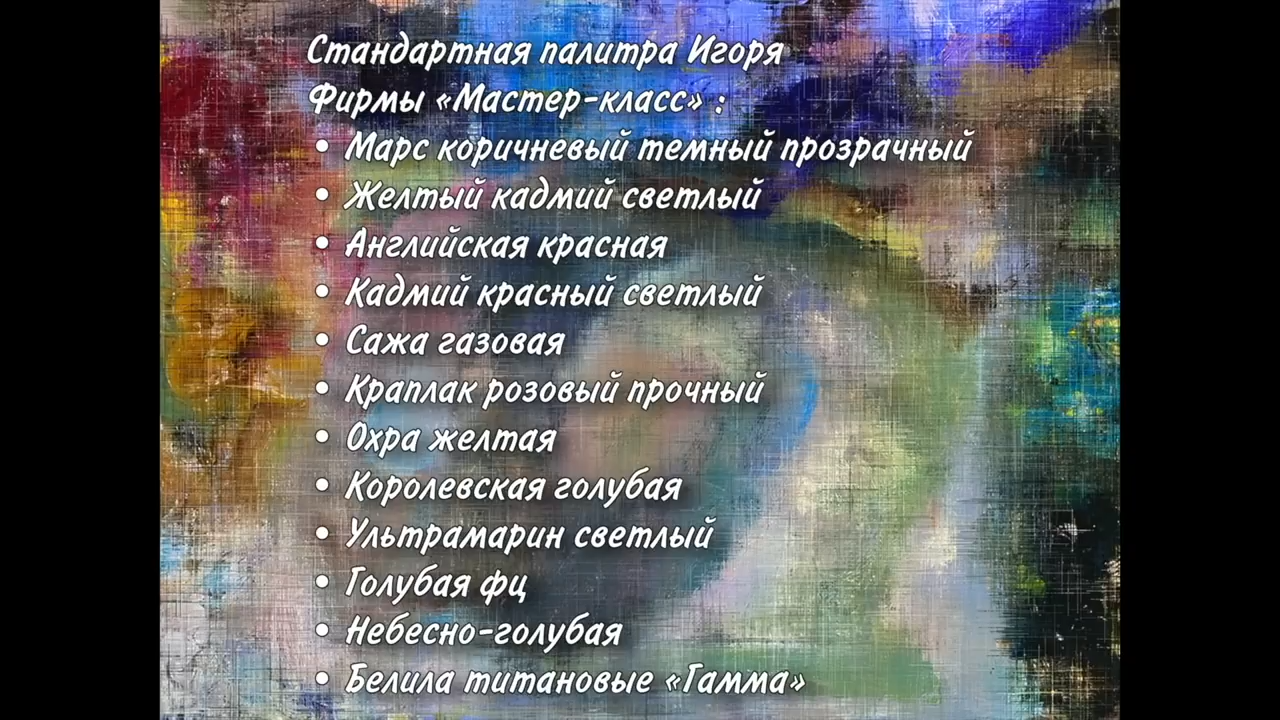 Стандартная палитра Игоря
Фирмы «Мастер-класс» :
• Марс коричневый темный прозрачный
• Желтый кадмий светлый
• Английская красная
• Кадмий красный светлый
• Сажа газовая
• Краплак розовый прочный
• Охра желтая
• Королевская голубая
• Ультрамарин светлый
• Голубая фц
• Небесно-голубая
• Белила титановые «Гамма»